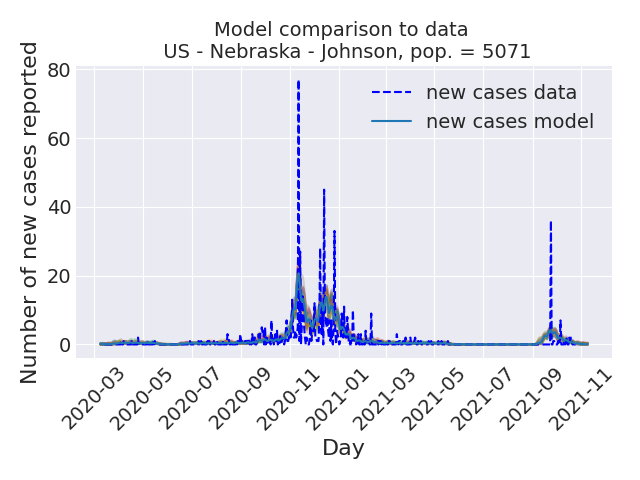 Model comparison to data
US - Nebraska - Johnson, pop. = 5071
Number of new cases reported
80
60
40
20
0
new cases data
new cases model
2020-03
2020-05
2020-07
2020-09
2020-11
2021-01
2021-03
2021-05
2021-07
2021-09
2021-11
Day